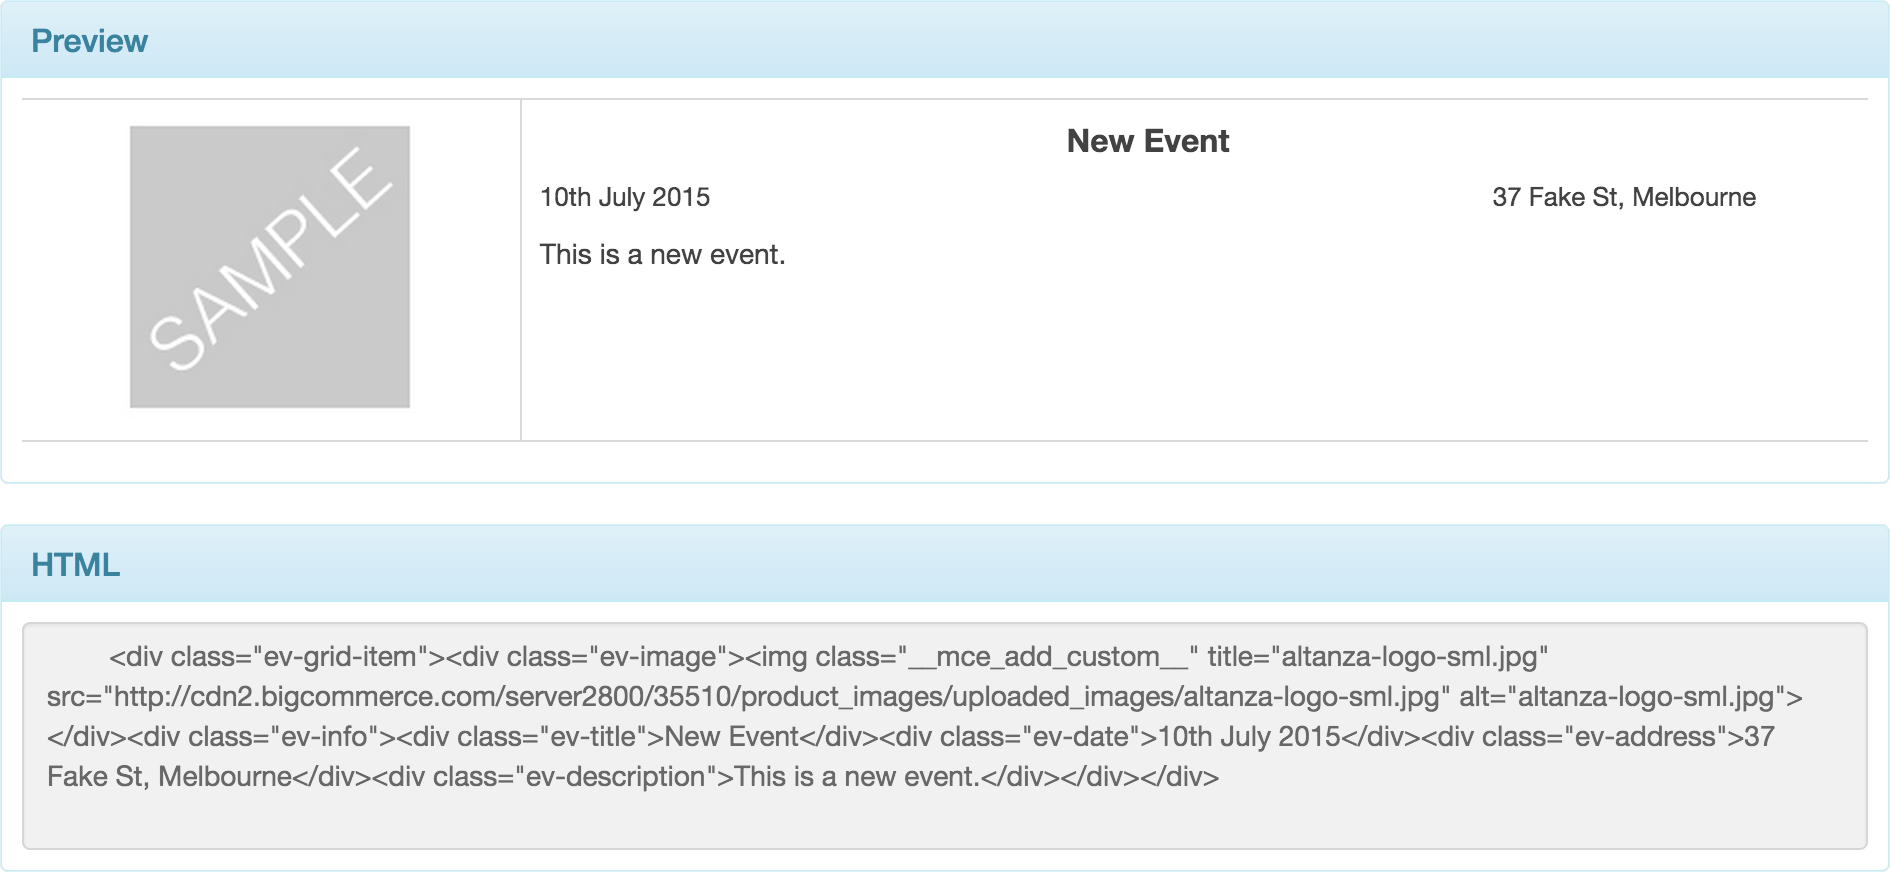 Preview
SAMPLE
New Event
10th July 2015
37 Fake St, Melbourne
This is a new event.
HTML
<div class="ev-grid-item"><div class="ev-image"><img class="__mce_add_custom__" title="altanza-logo-sml.jpg"
src="http://cdn2.bigcommerce.com/server2800/35510/product_images/uploaded_images/altanza-logo-sml.jpg" alt="altanza-logo-sml.jpg">
</div><div class="ev-info"><div class="ev-title">New Event</div><div class="ev-date">10th July 2015</div><div class="ev-address">37
Fake St, Melbourne</div><div class="ev-description">This is a new event.</div></div></div>